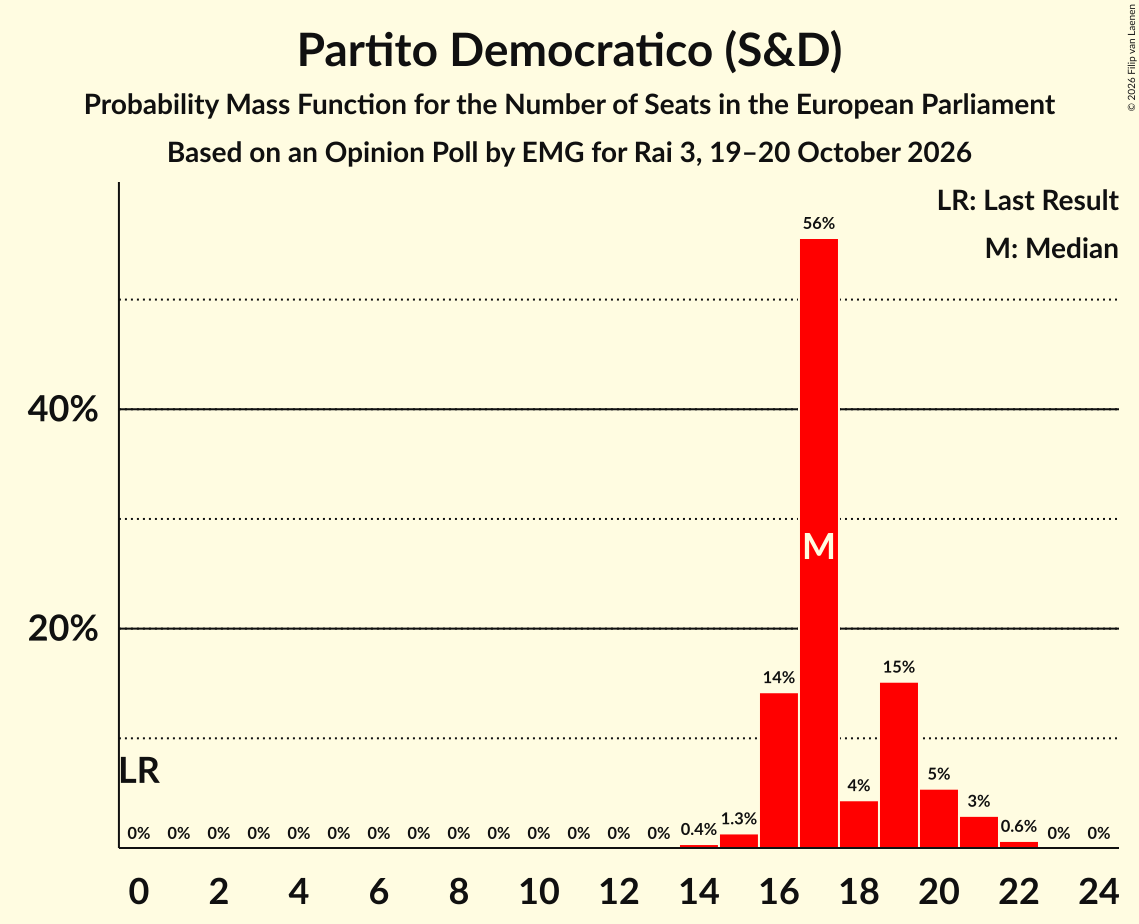 Partito Democratico (S&D)
Probability Mass Function for the Number of Seats in the European Parliament
Based on an Opinion Poll by EMG for Rai 3, 19–20 October 2026
© 2026 Filip van Laenen
LR: Last Result
M: Median
56%
40%
M
20%
15%
14%
LR
5%
4%
3%
1.3%
0.6%
0.4%
0% 0% 0% 0% 0% 0% 0% 0% 0% 0% 0% 0% 0% 0% 0% 0%
0 2 4 6 8 10 12 14 16 18 20 22 24